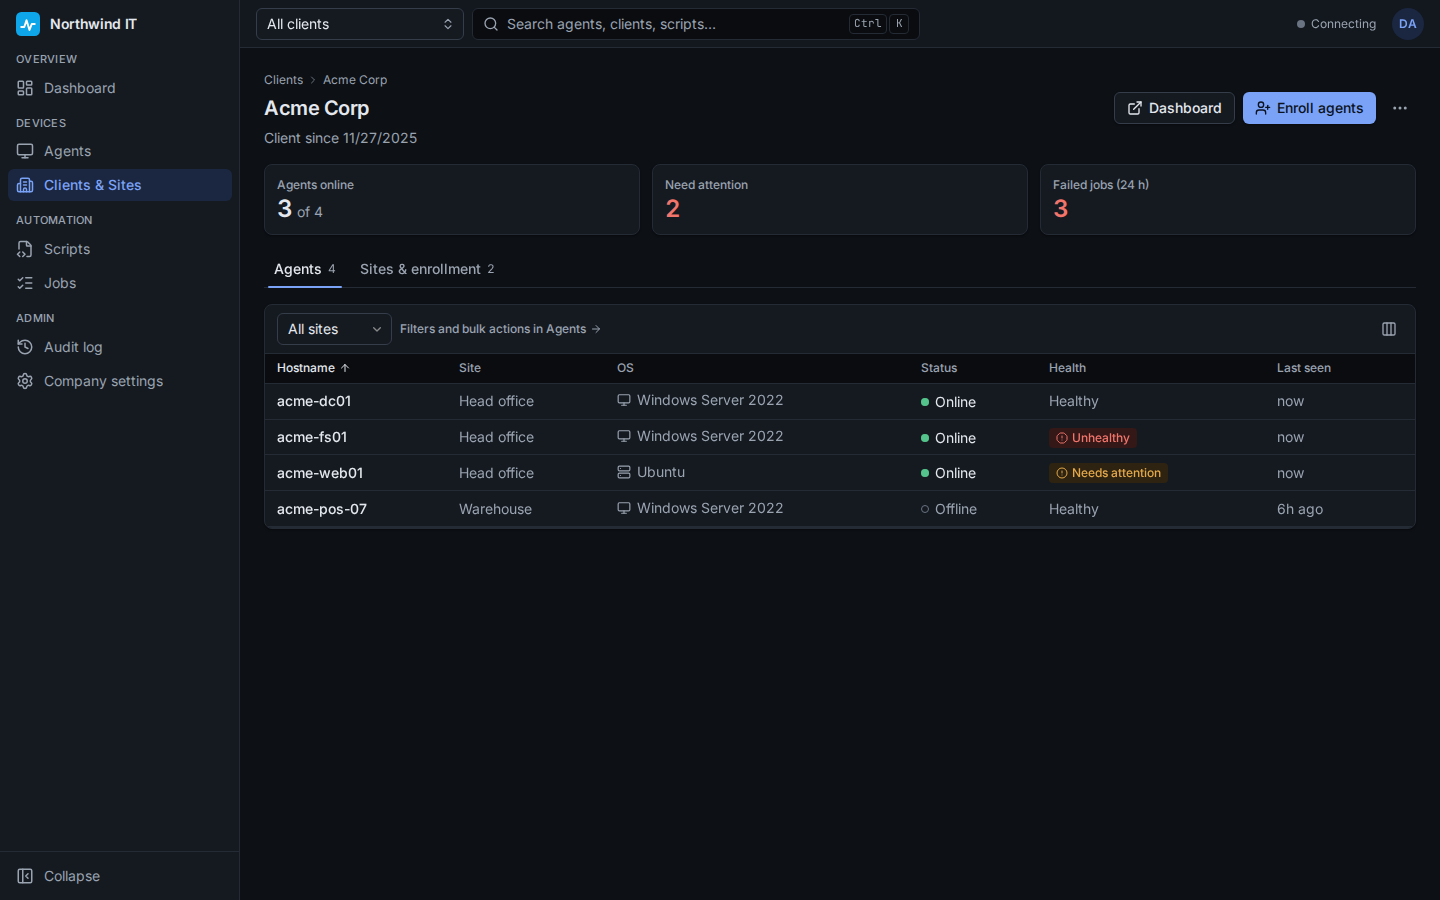 Northwind IT
All clients
Search agents, clients, scripts...
Ctrl K
Connecting
DA
OVERVIEW
Dashboard
DEVICES
Agents
Clients & Sites
AUTOMATION
Scripts
Jobs
ADMIN
Audit log
Company settings
Collapse
Clients > Acme Corp
Acme Corp
Client since 11/27/2025
Dashboard
Enroll agents
Agents online
3 of 4
Need attention
2
Failed jobs (24 h)
3
Agents 4
Sites & enrollment 2
All sites
Filters and bulk actions in Agents →
Hostname ↑ Site OS Status Health Last seen
acme-dc01 Head office Windows Server 2022 Online Healthy now
acme-fs01 Head office Windows Server 2022 Online Unhealthy now
acme-web01 Head office Ubuntu Online Needs attention now
acme-pos-07 Warehouse Windows Server 2022 Offline Healthy 6h ago